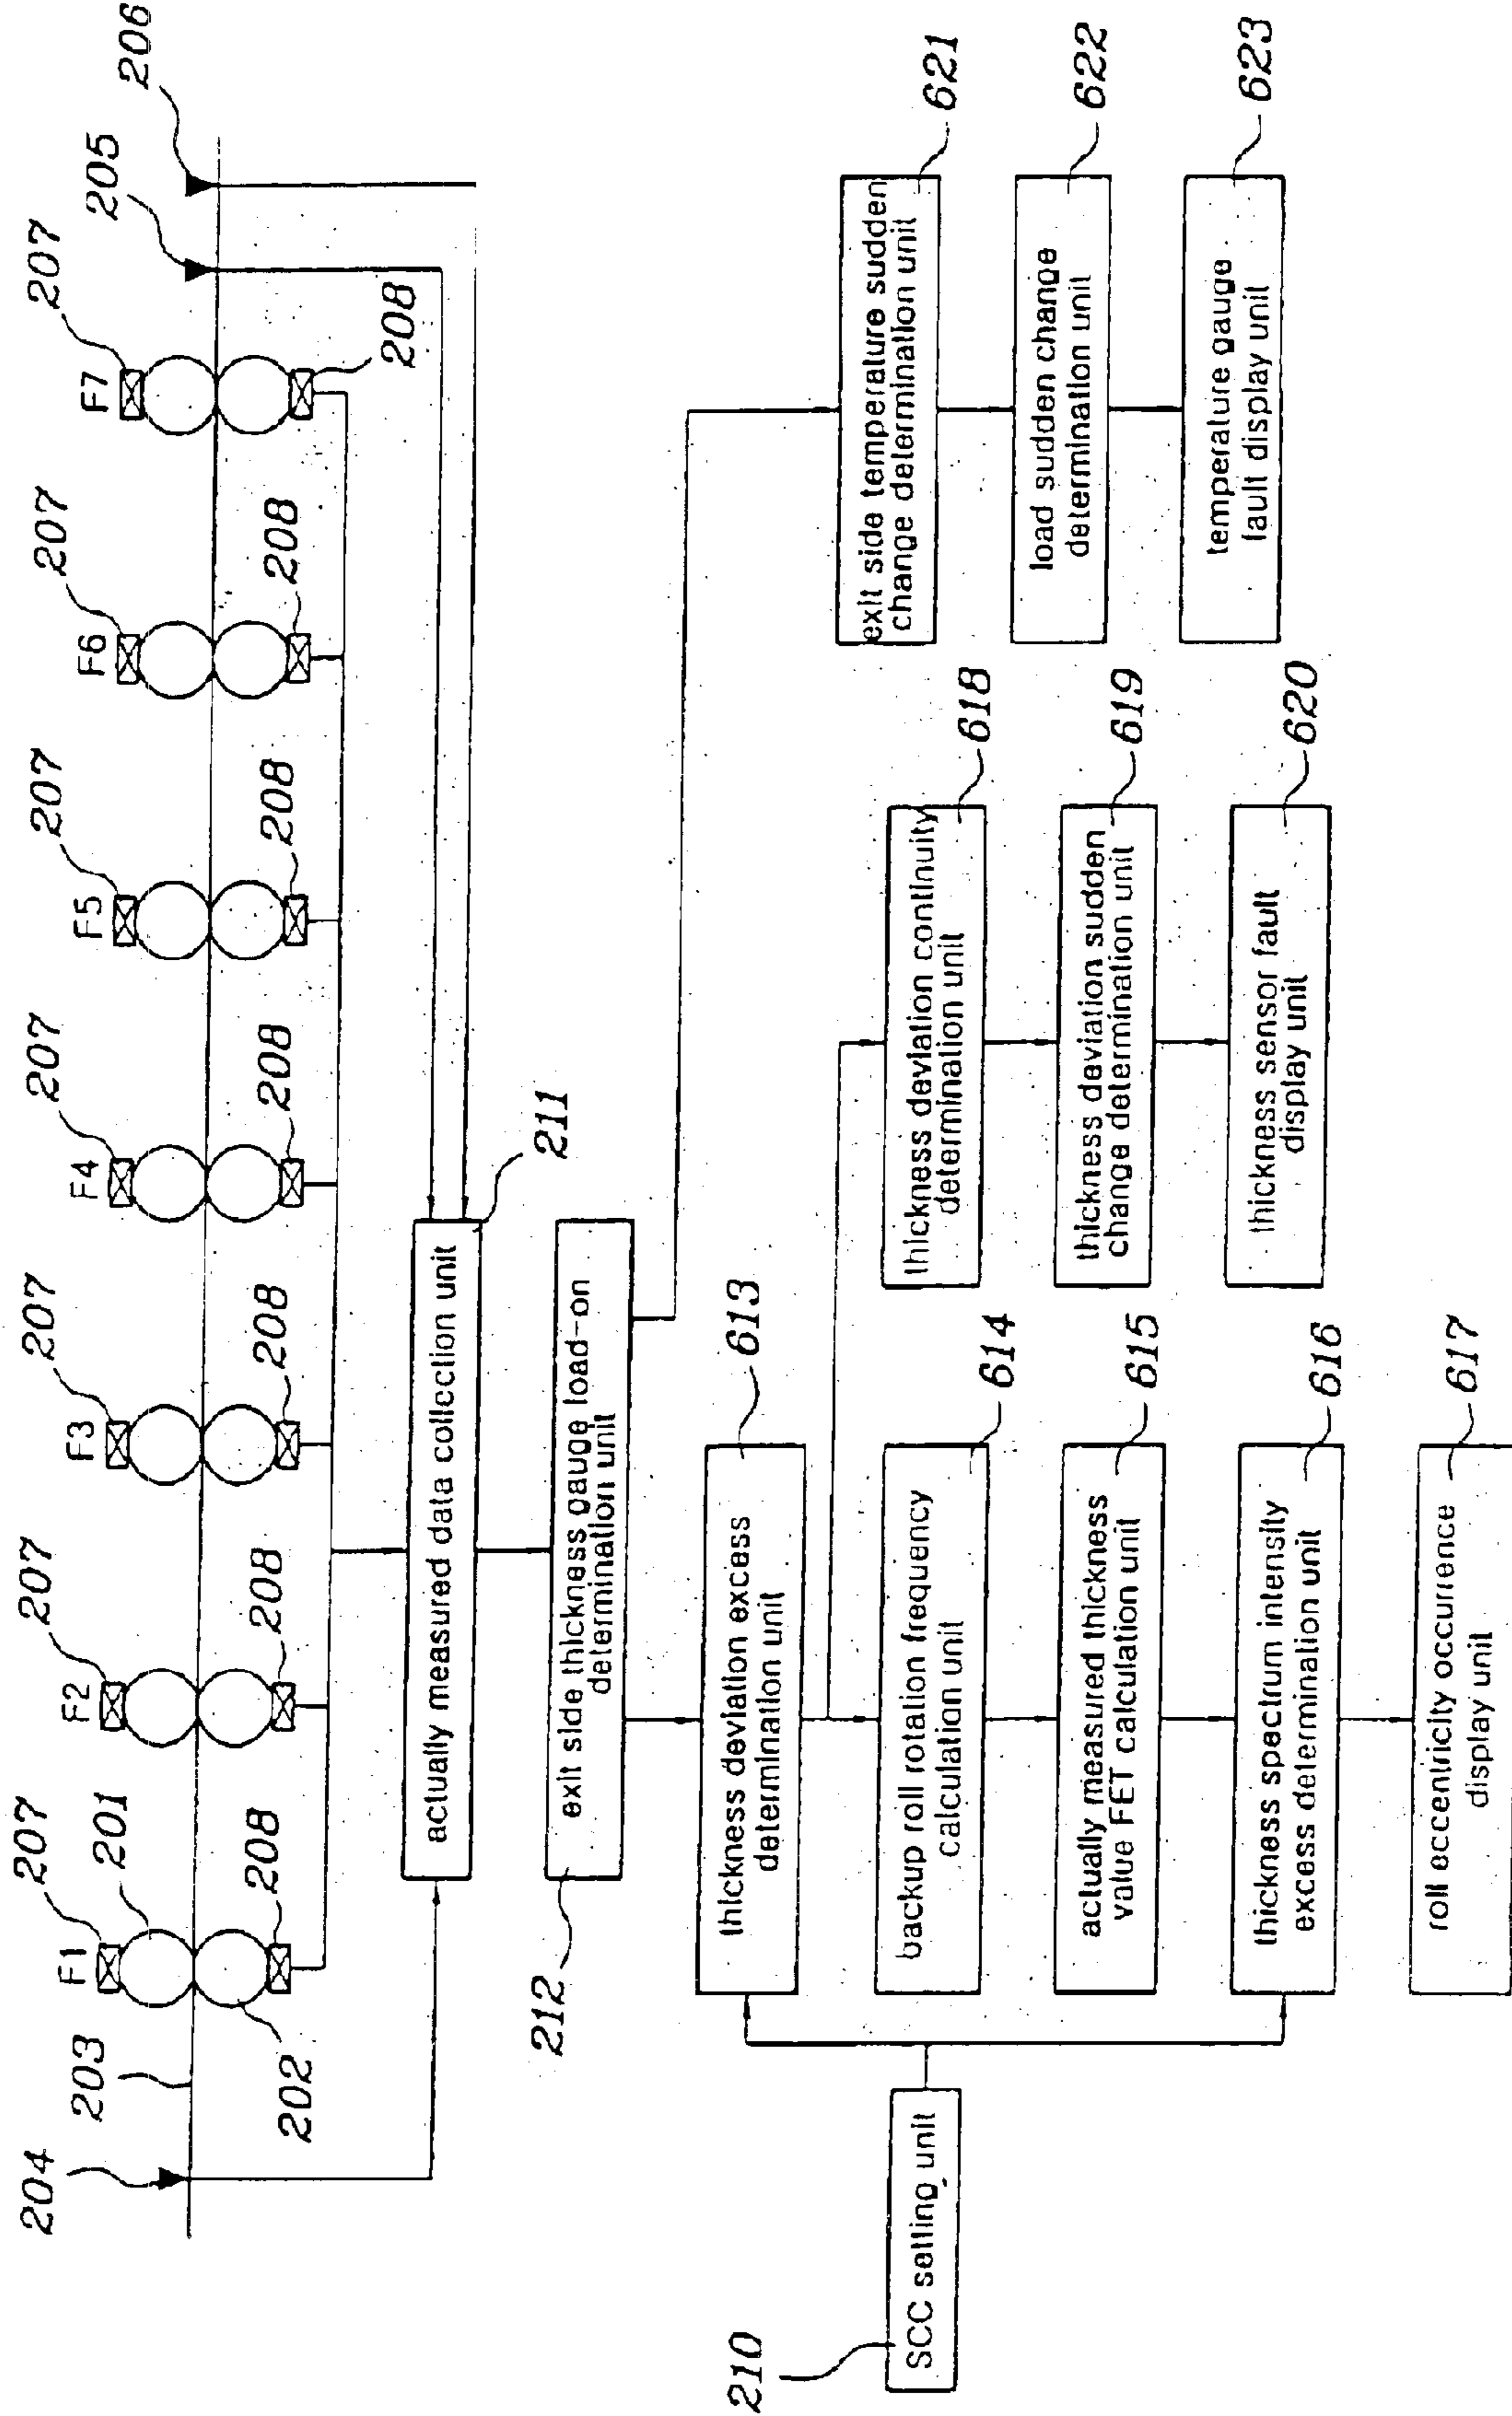 204
203
207
F1
201
202
208
207
F2
208
207
F3
208
207
F4
208
207
F5
208
207
F6
208
207
F7
208
205
206
actually measured data collection unit
211
212
exit side thickness gauge load-on
determination unit
210
SCC setting unit
thickness deviation excess
determination unit
613
backup roll rotation frequency
calculation unit
614
actually measured thickness
value FET calculation unit
615
thickness spectrum intensity
excess determination unit
616
roll eccentricity occurrence
display unit
617
thickness deviation continuity
determination unit
618
thickness deviation sudden
change determination unit
619
thickness sensor fault
display unit
620
exit side temperature sudden
change determination unit
621
load sudden change
determination unit
622
temperature gauge
fault display unit
623